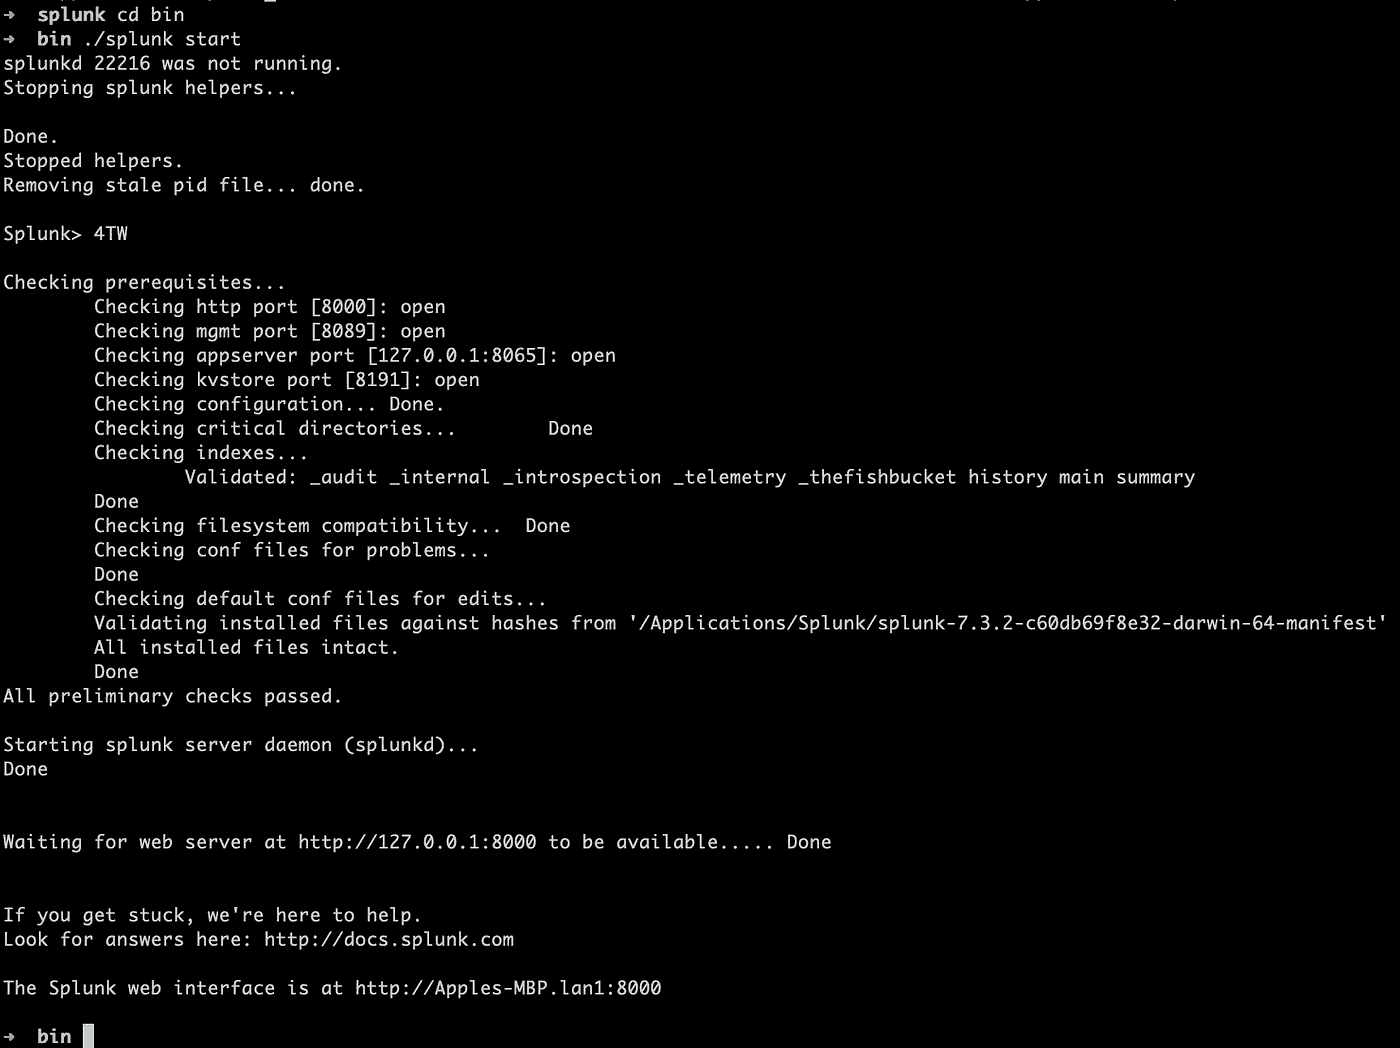 ➜  splunk cd bin
➜  bin ./splunk start
splunkd 22216 was not running.
Stopping splunk helpers...
Done.
Stopped helpers.
Removing stale pid file... done.
Splunk> 4TW
Checking prerequisites...
Checking http port [8000]: open
Checking mgmt port [8089]: open
Checking appserver port [127.0.0.1:8065]: open
Checking kvstore port [8191]: open
Checking configuration... Done.
Checking critical directories...        Done
Checking indexes...
Validated: _audit _internal _introspection _telemetry _thefishbucket history main summary
Done
Checking filesystem compatibility...  Done
Checking conf files for problems...
Done
Checking default conf files for edits...
Validating installed files against hashes from '/Applications/Splunk/splunk-7.3.2-c60db69f8e32-darwin-64-manifest'
All installed files intact.
Done
All preliminary checks passed.
Starting splunk server daemon (splunkd)...
Done
Waiting for web server at http://127.0.0.1:8000 to be available..... Done
If you get stuck, we're here to help.
Look for answers here: http://docs.splunk.com
The Splunk web interface is at http://Apples-MBP.lan1:8000
➜  bin